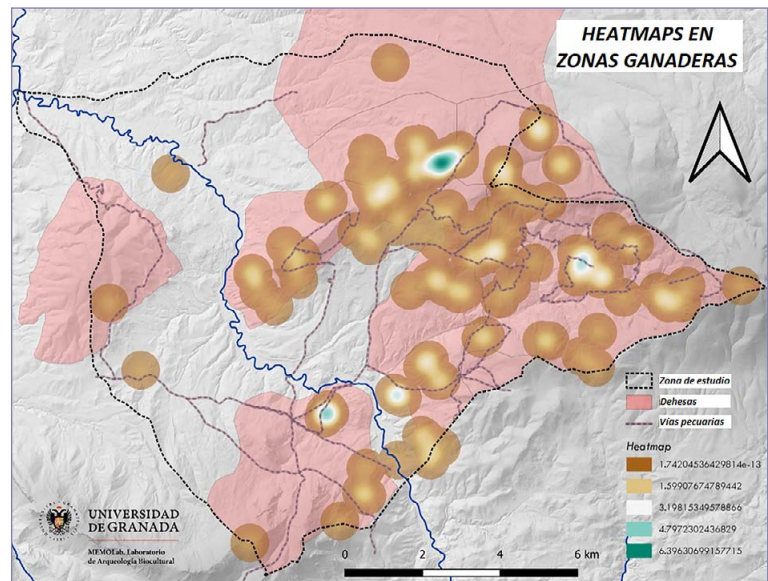 HEATMAPS EN
ZONAS GANADERAS
Zona de estudio
Dehesas
Vías pecuarias
Heatmap
1.74204536429814e-13
1.59907674789442
3.19815349578866
4.7972302436829
6.39630699157715
UNIVERSIDAD
DE GRANADA
MEMOLab. Laboratorio
de Arqueología Biocultural
0 2 4 6 km